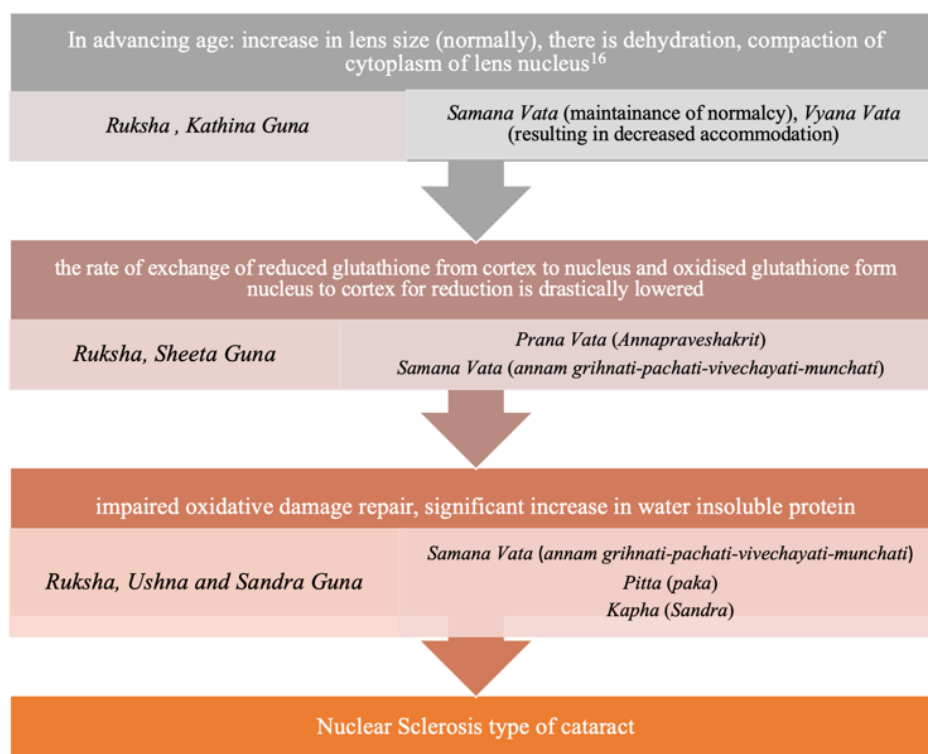 In advancing age: increase in lens size (normally), there is dehydration, compaction of
cytoplasm of lens nucleus16
Ruksha , Kathina Guna
Samana Vata (maintainance of normalcy), Vyana Vata
(resulting in decreased accommodation)
the rate of exchange of reduced glutathione from cortex to nucleus and oxidised glutathione form
nucleus to cortex for reduction is drastically lowered
Ruksha, Sheeta Guna
Prana Vata (Annapraveshakrit)
Samana Vata (annam grihnati-pachati-vivechayati-munchati)
impaired oxidative damage repair, significant increase in water insoluble protein
Ruksha, Ushna and Sandra Guna
Samana Vata (annam grihnati-pachati-vivechayati-munchati)
Pitta (paka)
Kapha (Sandra)
Nuclear Sclerosis type of cataract